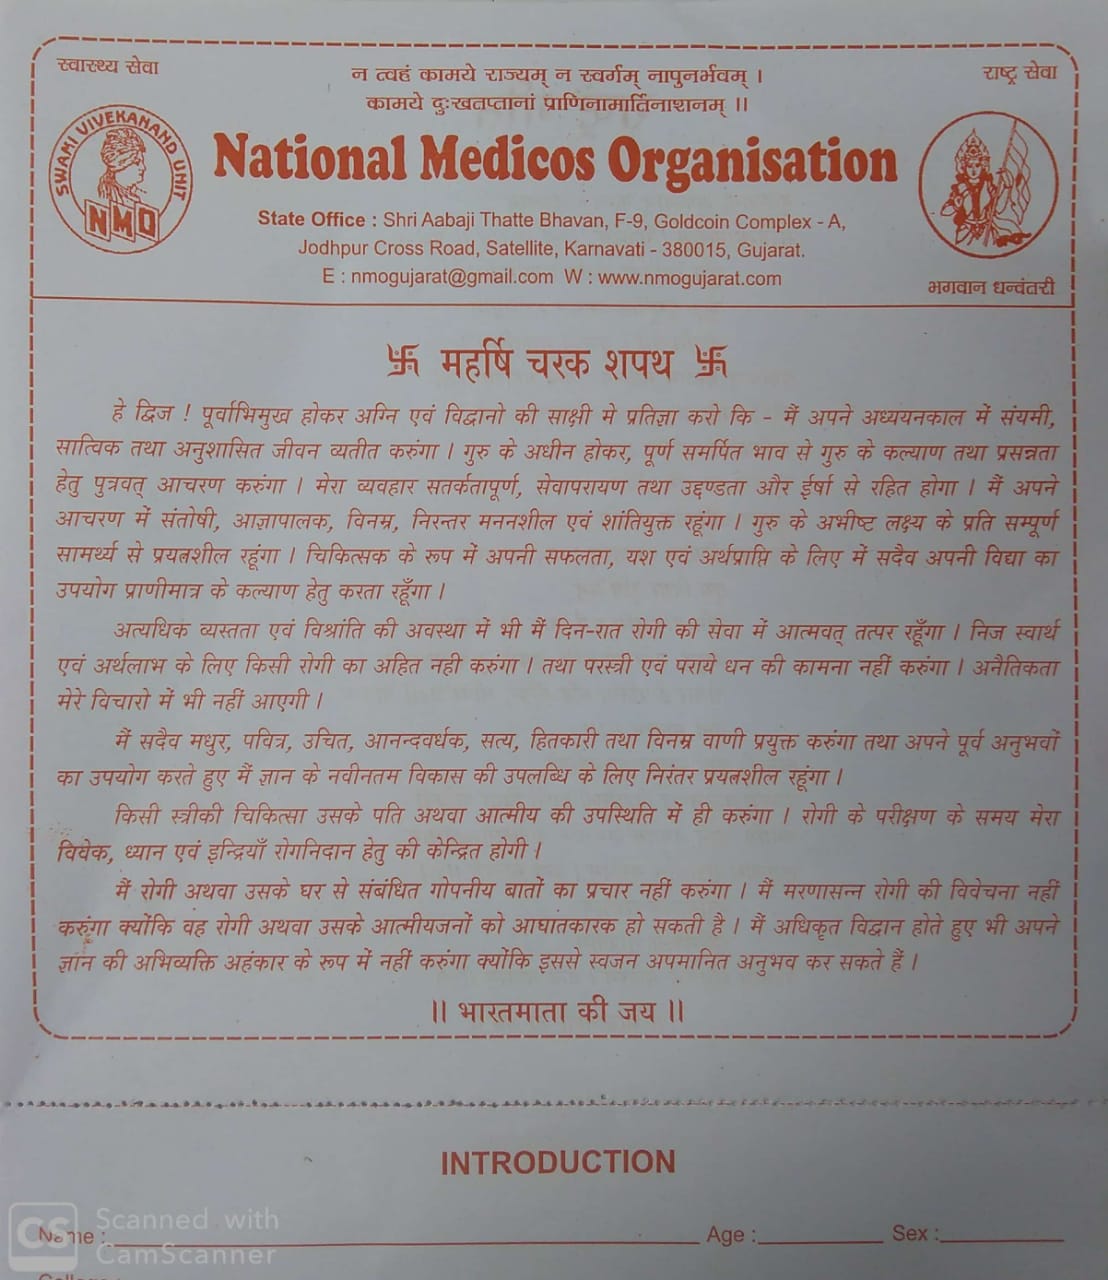 स्वास्थ्य सेवा
न त्वहं कामये राज्यम् न स्वर्गम् नापुनर्भवम् ।
राष्ट्र सेवा
कामये दुःखतप्तानां प्राणिनामार्तिनाशनम् ।।
SWAMI VIVEKANAND UNIT
NMO
National Medicos Organisation
State Office : Shri Aabaji Thatte Bhavan, F-9, Goldcoin Complex - A,
Jodhpur Cross Road, Satellite, Karnavati - 380015, Gujarat.
E : nmogujarat@gmail.com W : www.nmogujarat.com
भगवान धन्वंतरी
卐 महर्षि चरक शपथ 卐
हे द्विज ! पूर्वाभिमुख होकर अग्नि एवं विद्वानो की साक्षी मे प्रतिज्ञा करो कि - मैं अपने अध्ययनकाल में संयमी,
सात्विक तथा अनुशासित जीवन व्यतीत करुंगा । गुरु के अधीन होकर, पूर्ण समर्पित भाव से गुरु के कल्याण तथा प्रसन्नता
हेतु पुत्रवत् आचरण करुंगा । मेरा व्यवहार सतर्कतापूर्ण, सेवापरायण तथा उद्दण्डता और ईर्षा से रहित होगा । मैं अपने
आचरण में संतोषी, आज्ञापालक, विनम्र, निरन्तर मननशील एवं शांतियुक्त रहूंगा । गुरु के अभीष्ट लक्ष्य के प्रति सम्पूर्ण
सामर्थ्य से प्रयत्नशील रहूंगा । चिकित्सक के रूप में अपनी सफलता, यश एवं अर्थप्राप्ति के लिए में सदैव अपनी विद्या का
उपयोग प्राणीमात्र के कल्याण हेतु करता रहूँगा ।
अत्यधिक व्यस्तता एवं विश्रांति की अवस्था में भी मैं दिन-रात रोगी की सेवा में आत्मवत् तत्पर रहूँगा । निज स्वार्थ
एवं अर्थलाभ के लिए किसी रोगी का अहित नही करुंगा । तथा परस्त्री एवं पराये धन की कामना नहीं करुंगा । अनैतिकता
मेरे विचारो में भी नहीं आएगी ।
मैं सदैव मधुर, पवित्र, उचित, आनन्दवर्धक, सत्य, हितकारी तथा विनम्र वाणी प्रयुक्त करुंगा तथा अपने पूर्व अनुभवों
का उपयोग करते हुए मैं ज्ञान के नवीनतम विकास की उपलब्धि के लिए निरंतर प्रयत्नशील रहूंगा ।
किसी स्त्रीकी चिकित्सा उसके पति अथवा आत्मीय की उपस्थिति में ही करुंगा । रोगी के परीक्षण के समय मेरा
विवेक, ध्यान एवं इन्द्रियाँ रोगनिदान हेतु की केन्द्रित होगी ।
मैं रोगी अथवा उसके घर से संबंधित गोपनीय बातों का प्रचार नहीं करुंगा । मैं मरणासन्न रोगी की विवेचना नहीं
करुंगा क्योंकि वह रोगी अथवा उसके आत्मीयजनों को आघातकारक हो सकती है । मैं अधिकृत विद्वान होते हुए भी अपने
ज्ञान की अभिव्यक्ति अहंकार के रूप में नहीं करुंगा क्योंकि इससे स्वजन अपमानित अनुभव कर सकते हैं ।
।। भारतमाता की जय ।।
INTRODUCTION
Name : Age : Sex :
CS Scanned with
CamScanner